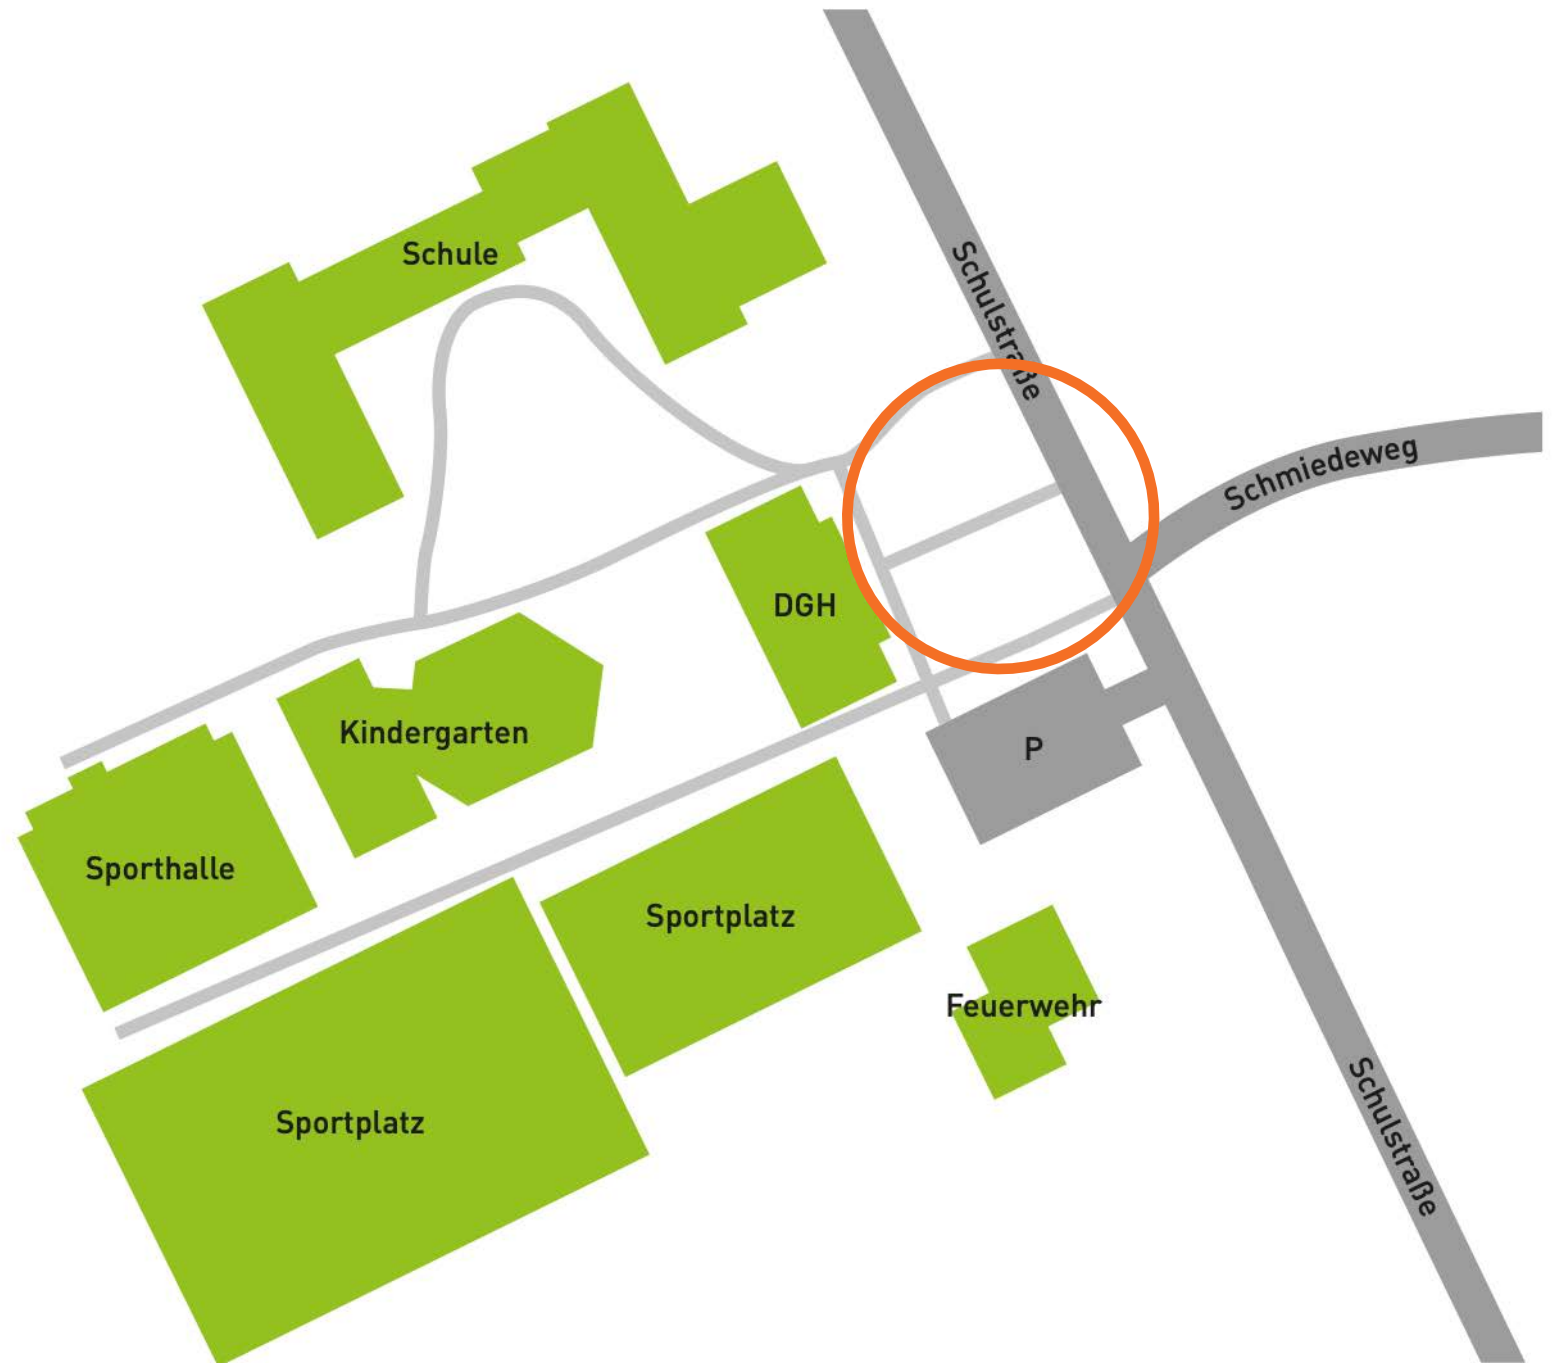 Schule
Schulstraße
Schmiedeweg
DGH
Kindergarten
P
Sporthalle
Sportplatz
Feuerwehr
Sportplatz
Schulstraße